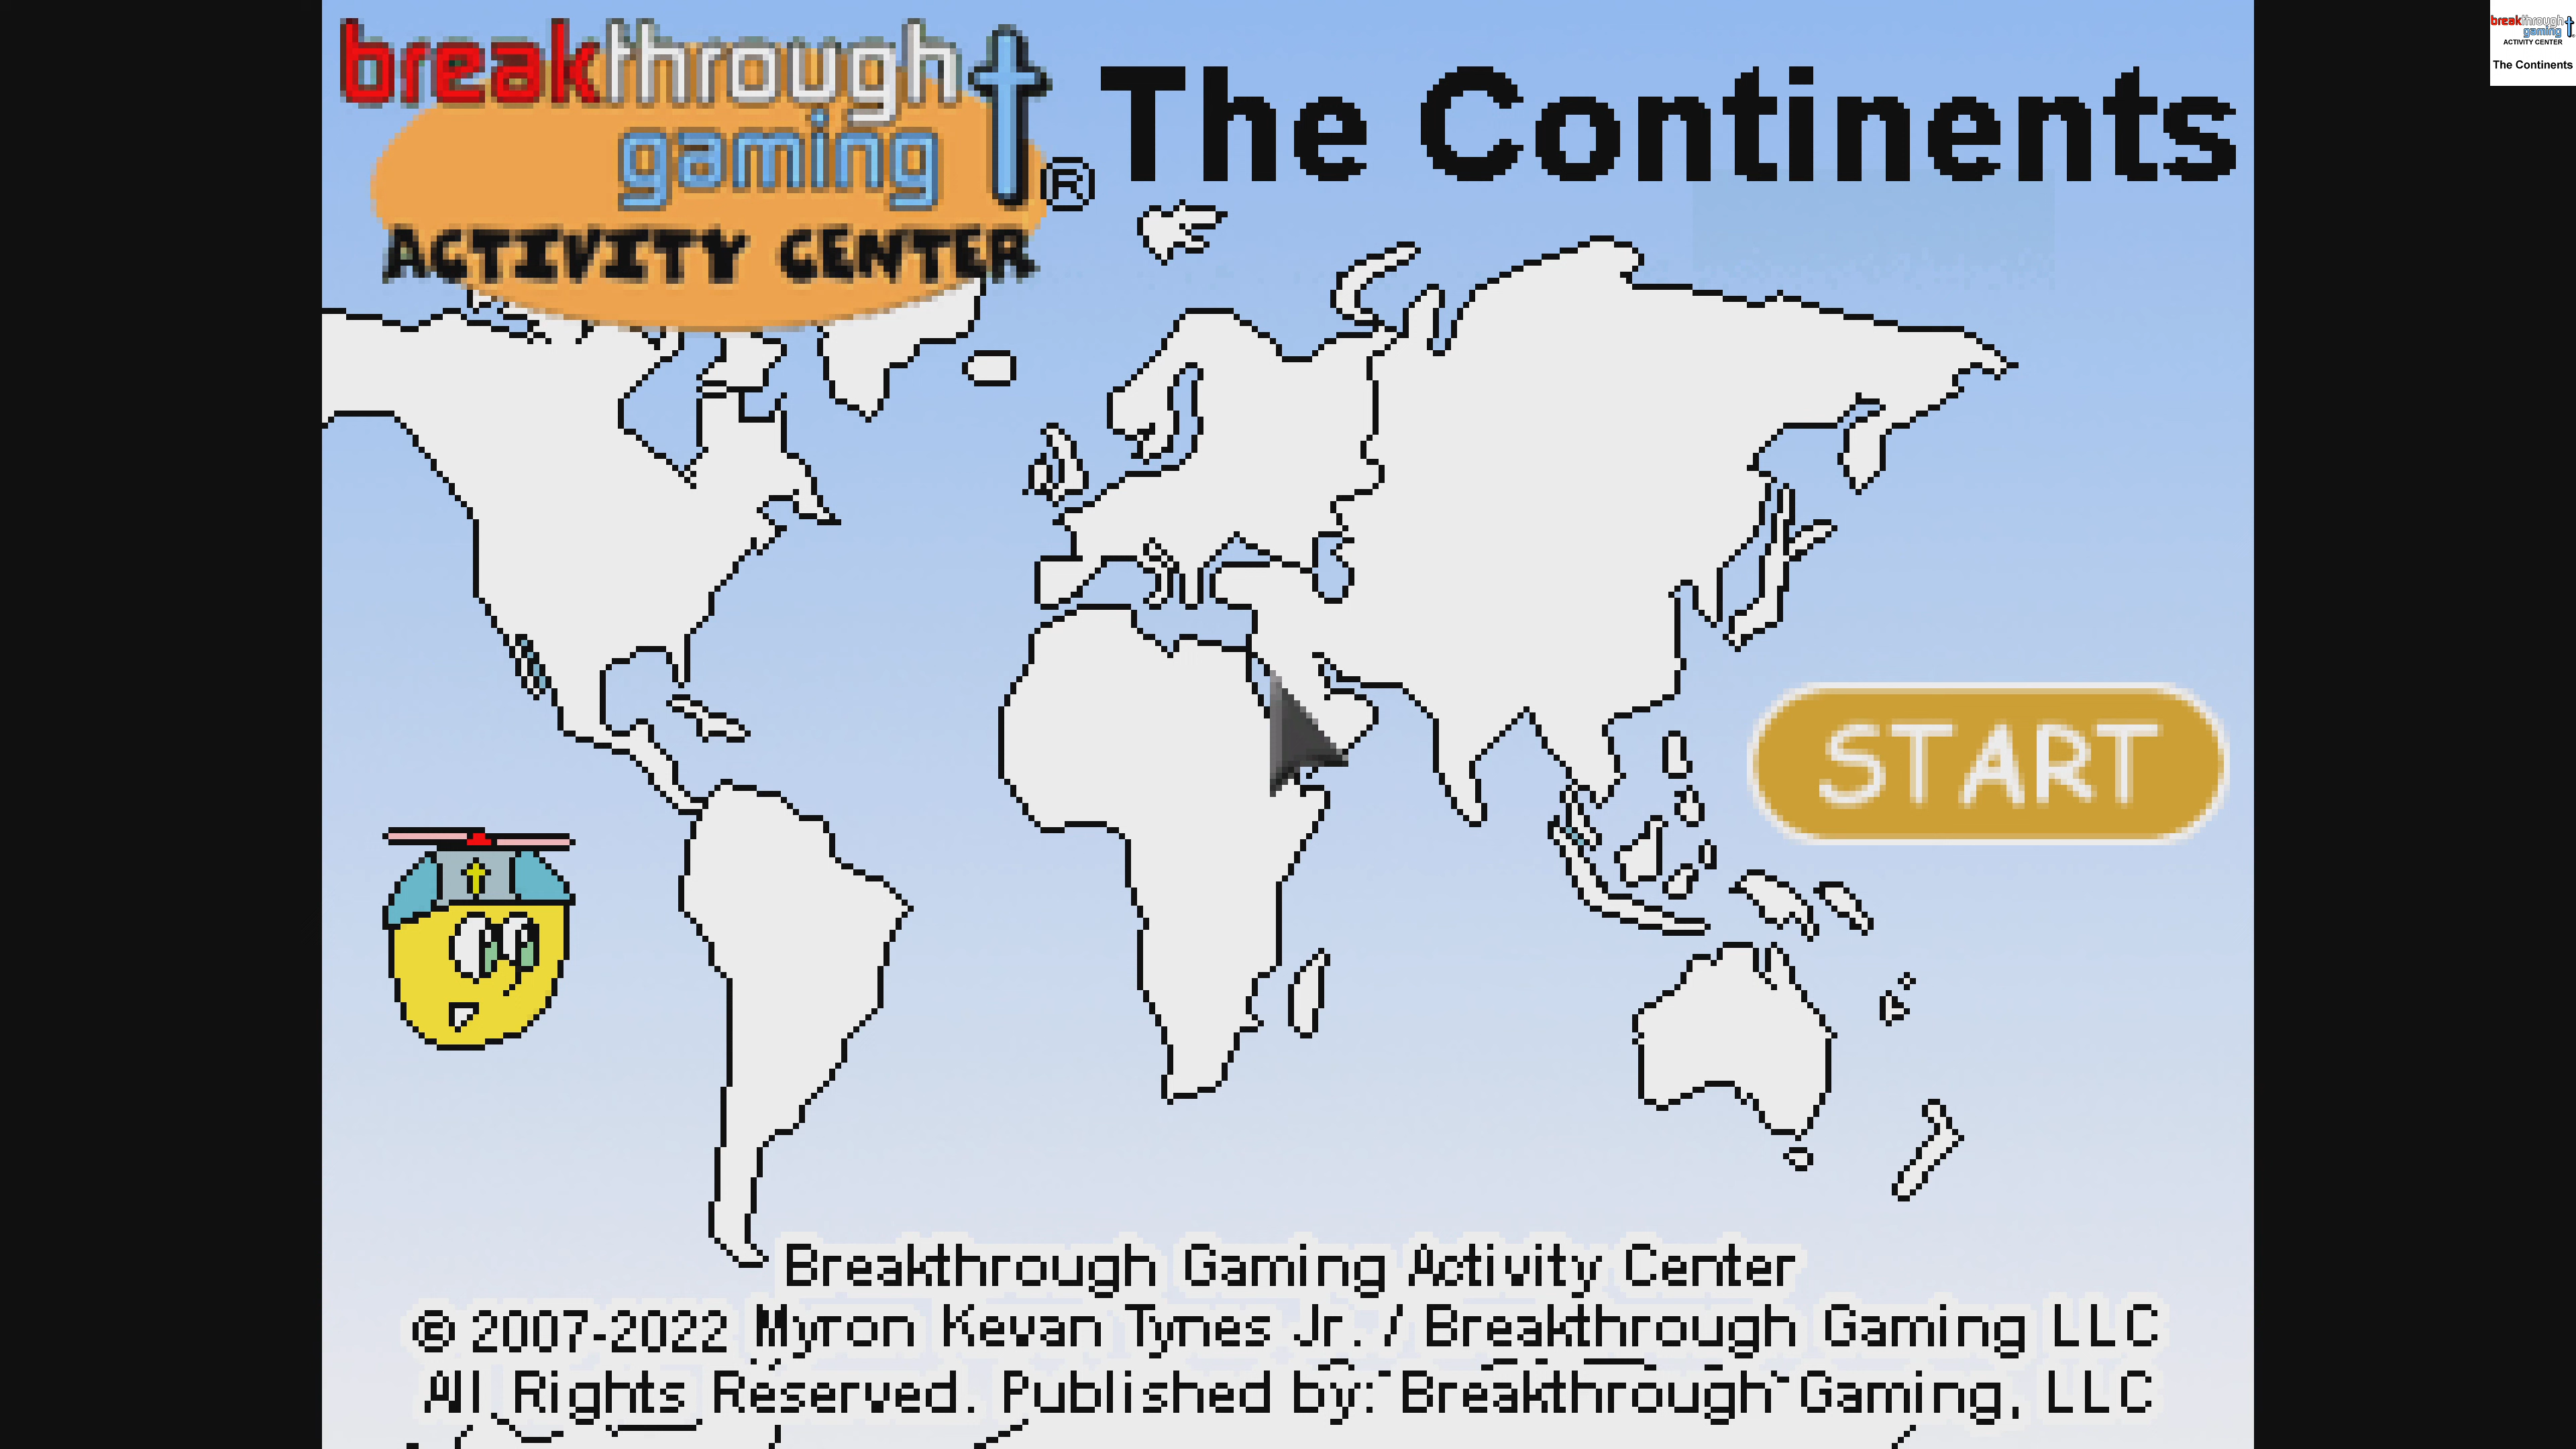 breakthrough
gaming ®
ACTIVITY CENTER
The Continents
breakthrough
gaming
ACTIVITY CENTER
The Continents
START
Breakthrough Gaming Activity Center
© 2007-2022 Myron Kevan Tynes Jr. / Breakthrough Gaming LLC
All Rights Reserved. Published by: Breakthrough Gaming, LLC